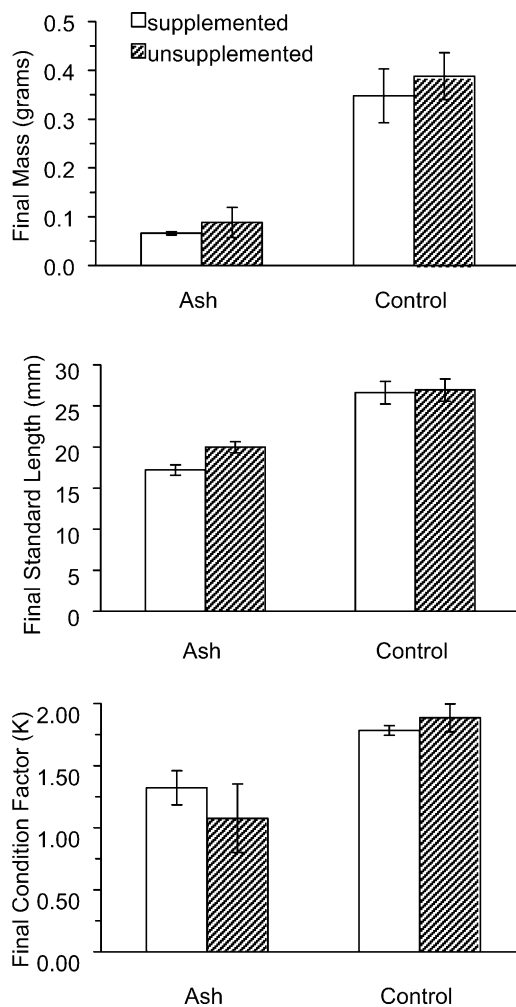 Final Mass (grams)
0.5
0.4
0.3
0.2
0.1
0.0
supplemented
unsupplemented
Ash Control
Final Standard Length (mm)
30
25
20
15
10
5
0
Ash Control
Final Condition Factor (K)
2.00
1.50
1.00
0.50
0.00
Ash Control